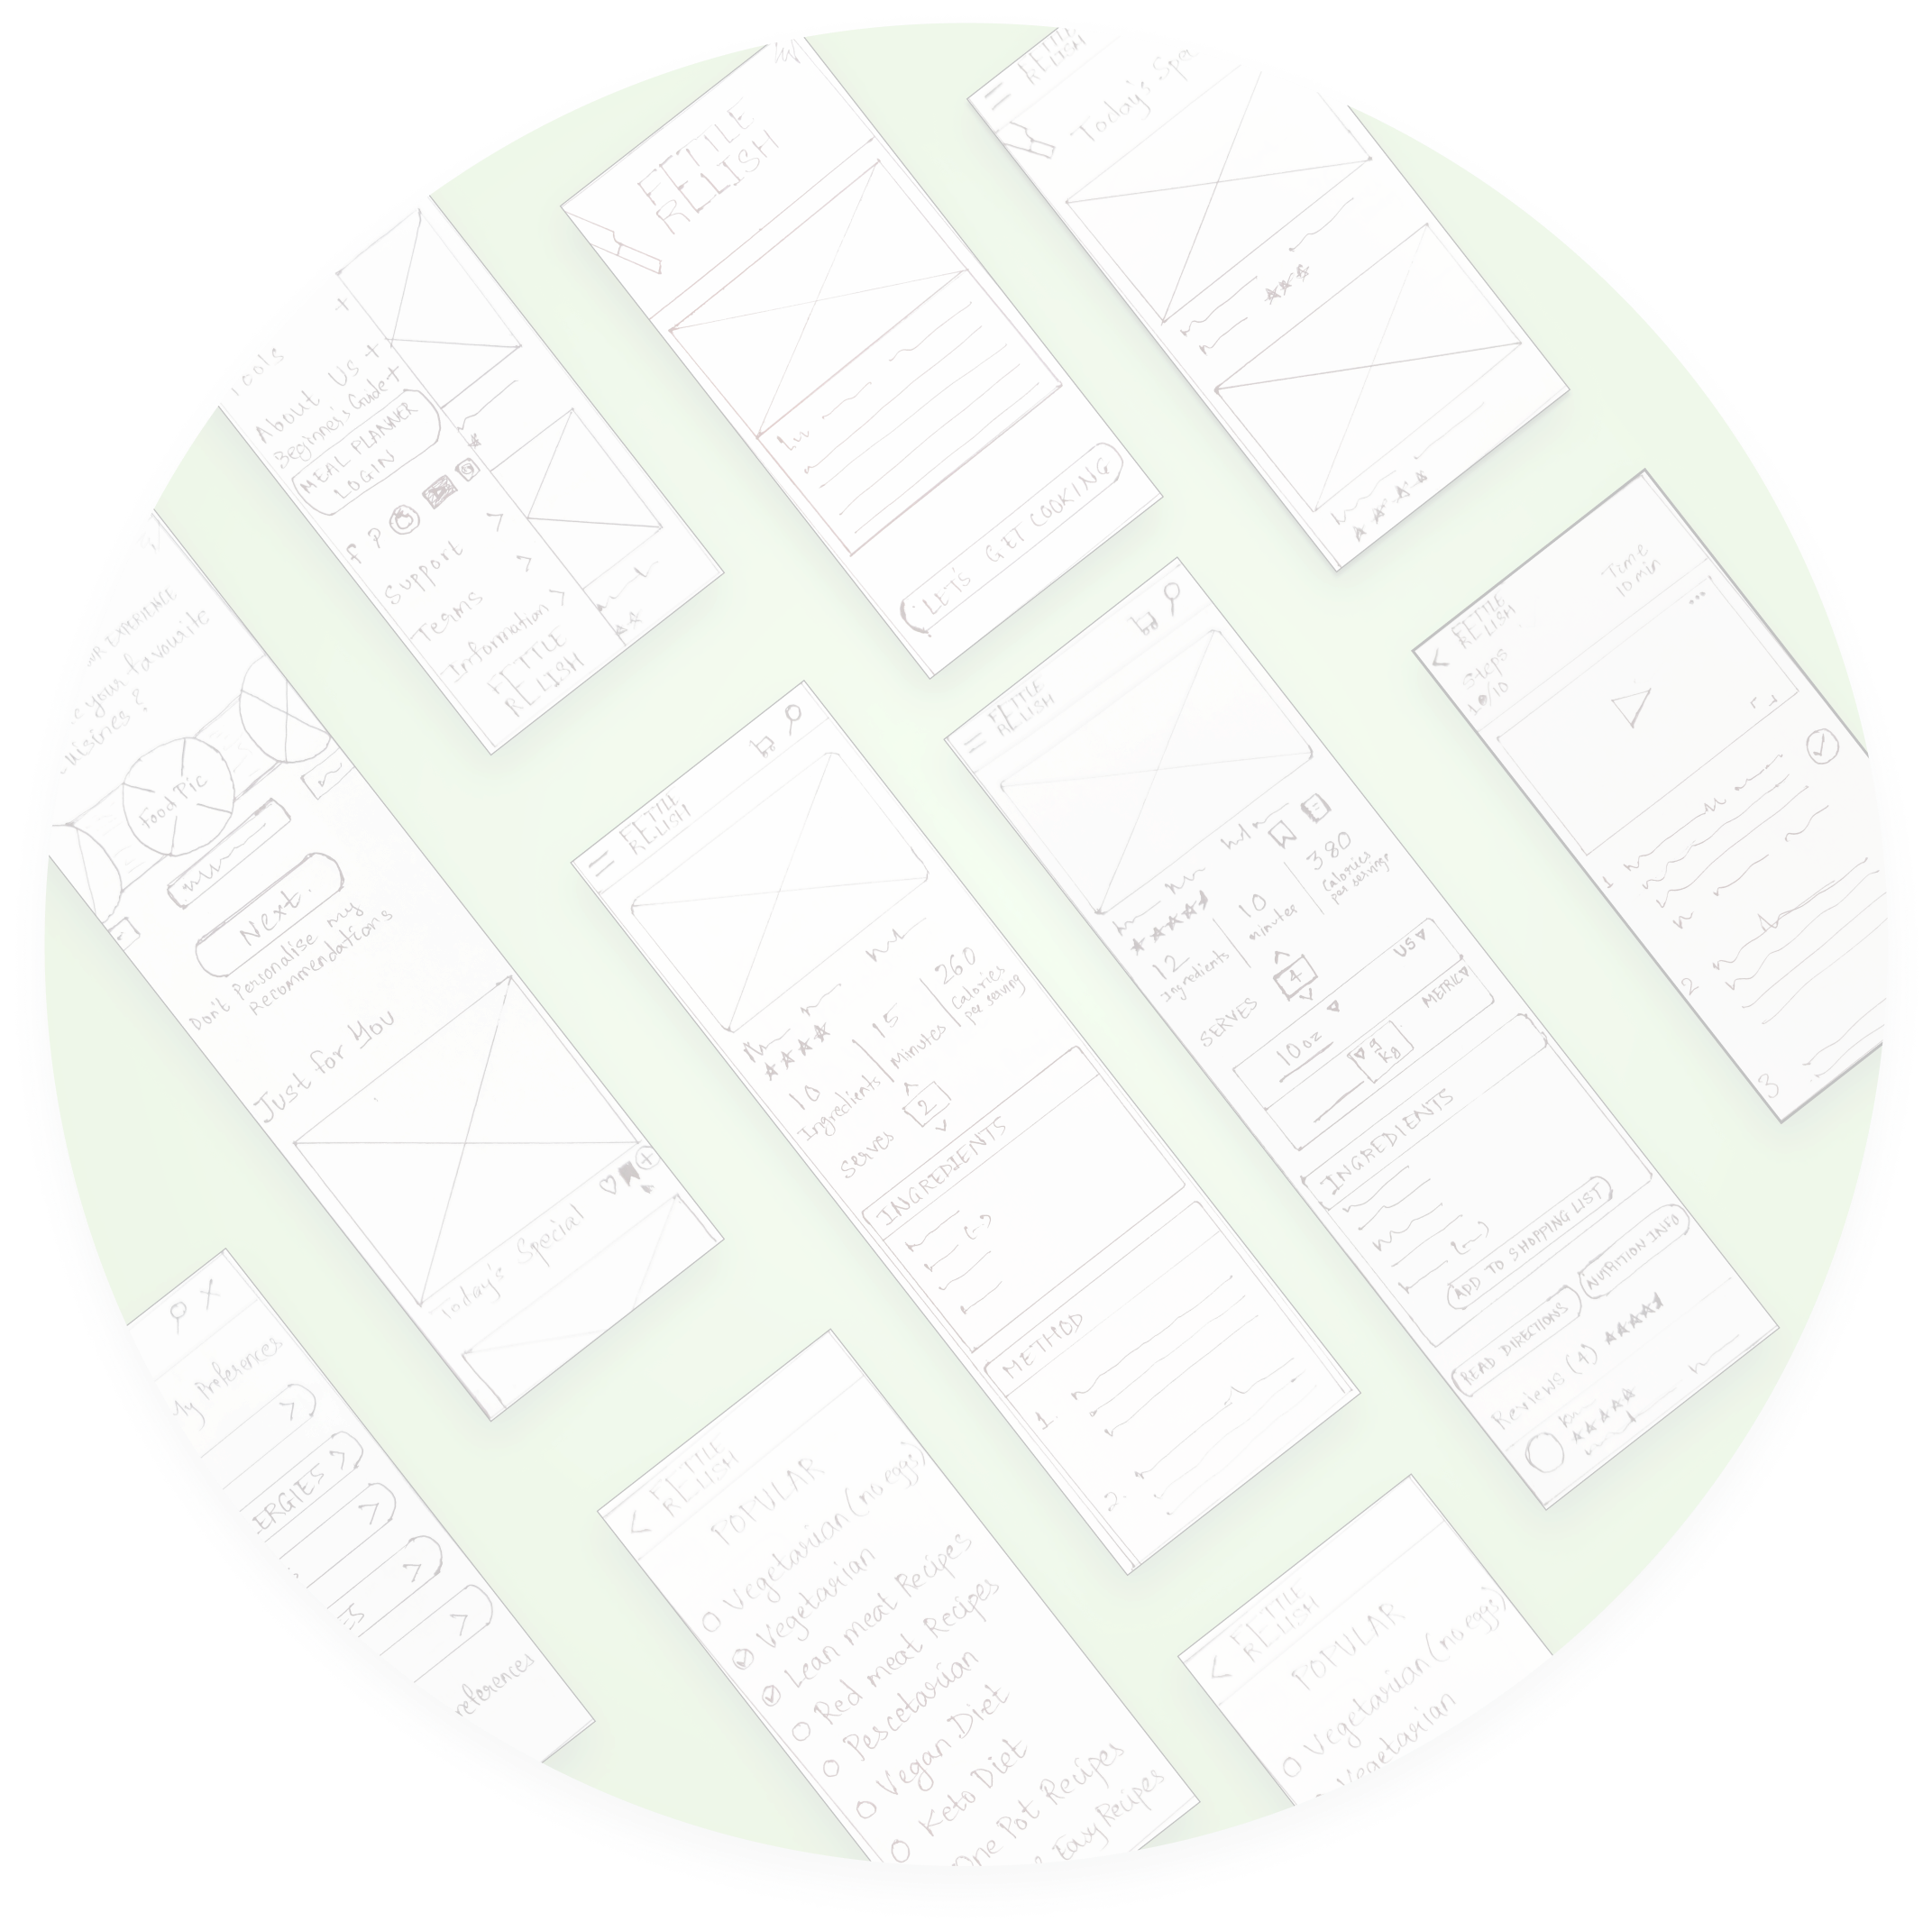 Tools
About Us +
Beginner's Guide +
MEAL PLANNER
LOGIN
Support
Terms
Information
FETTLE
RELISH
FETTLE
RELISH
LET'S GET COOKING
Today's Spe
FETTLE
RELISH
Time
10 min
Steps
/10
1
2
3
UR EXPERIENCE
e your favourite
uisines ?
Food Pic
Next.
Don't Personalise my
Recommendations
Just for You
Today's Special
FETTLE
RELISH
10
Ingredients
15
Minutes
260
Calories
per serving
Serves
2
INGREDIENTS
METHOD
1.
2.
FETTLE
RELISH
12
Ingredients
10
minutes
380
Calories
per serving
SERVES
4
US
10 oz
METRIC
kg
INGREDIENTS
ADD TO SHOPPING LIST
READ DIRECTIONS
NUTRITION INFO
Reviews (4)
My Preferences
ERGIES
references
FETTLE
RELISH
POPULAR
Vegetarian (no eggs)
Vegetarian
Lean meat Recipes
Red meat Recipes
Pescetarian
Vegan Diet
Keto Diet
One Pot Recipes
Easy Recipes
FETTLE
RELISH
POPULAR
Vegetarian (no eggs)
Vegetarian